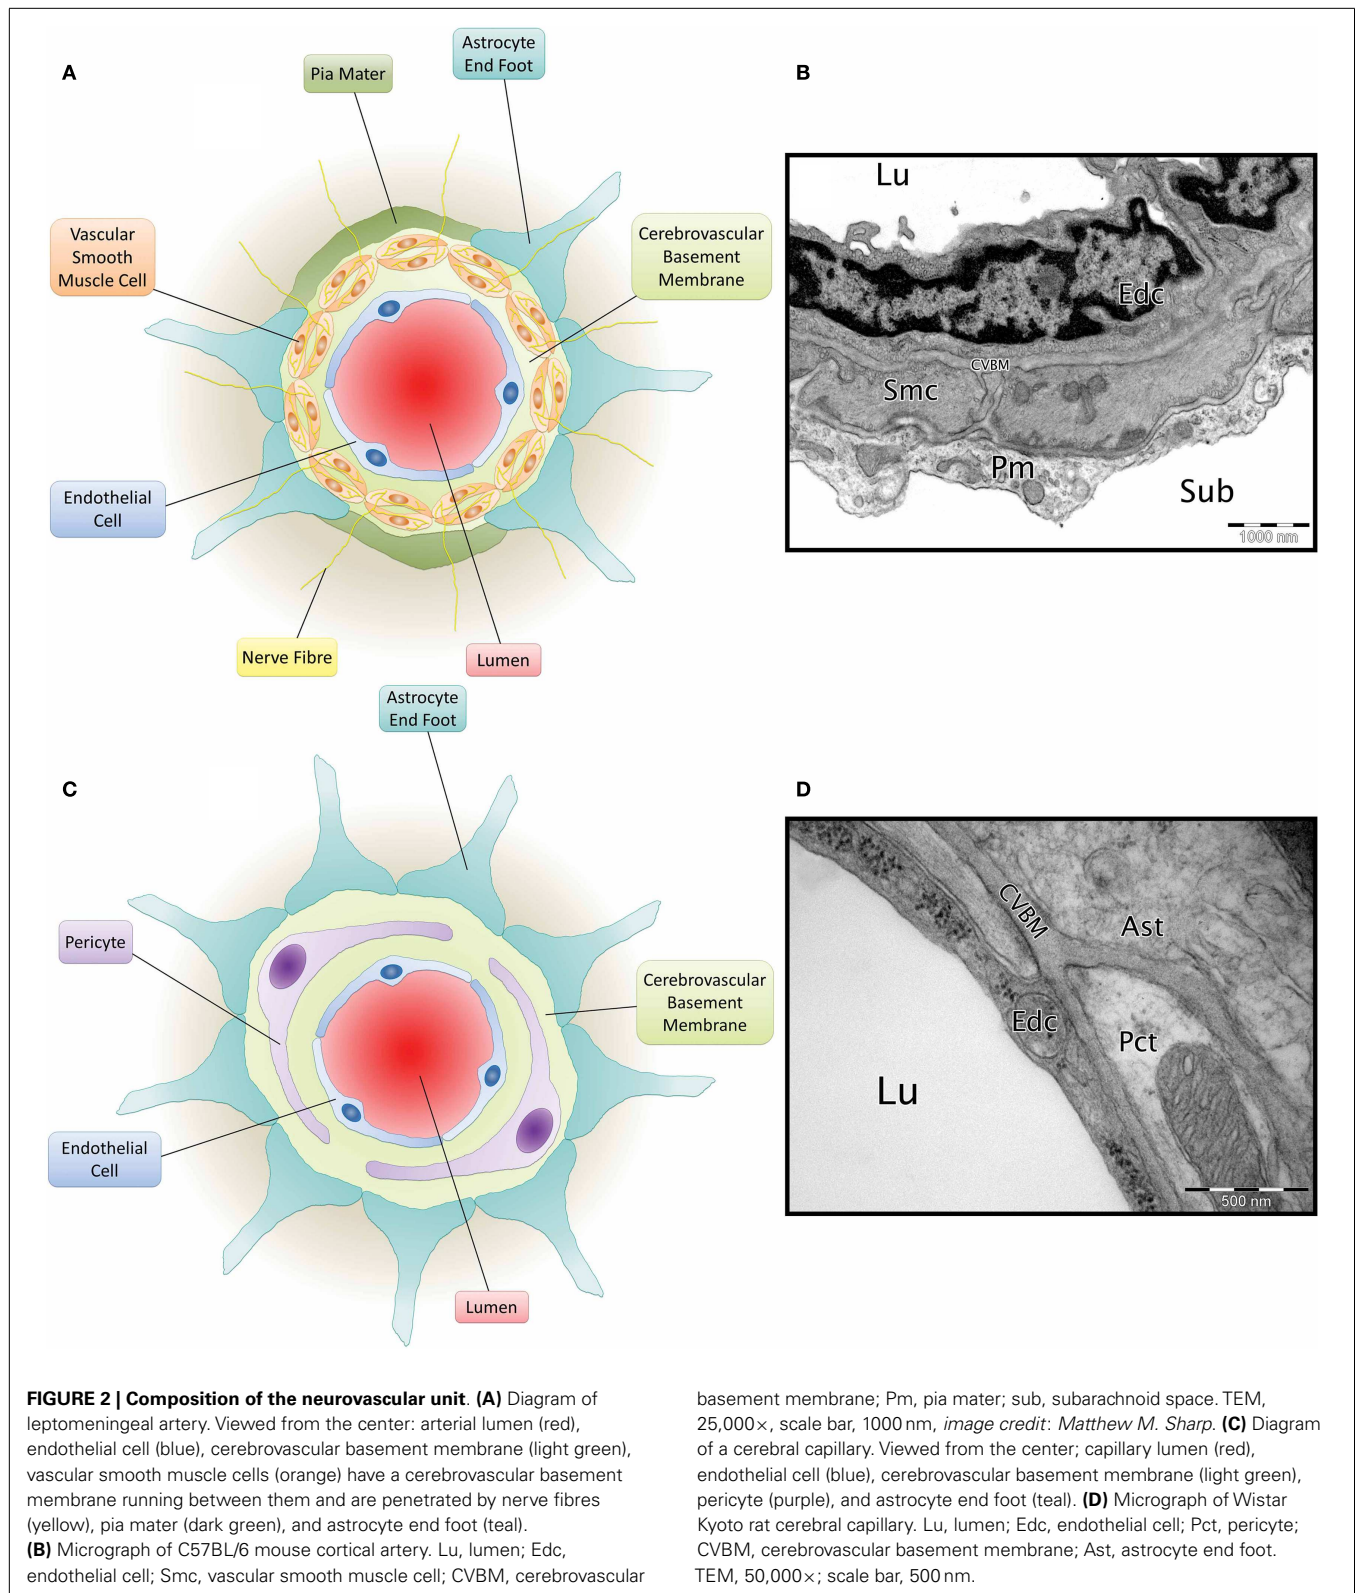 A
Pia Mater
Astrocyte
End Foot
Vascular
Smooth
Muscle Cell
Cerebrovascular
Basement
Membrane
Endothelial
Cell
Nerve Fibre
Lumen
B
Lu
Edc
CVBM
Smc
Pm
Sub
1000 nm
C
Astrocyte
End Foot
Pericyte
Cerebrovascular
Basement
Membrane
Endothelial
Cell
Lumen
D
CVBM
Ast
Edc
Pct
Lu
500 nm
FIGURE 2 | Composition of the neurovascular unit. (A) Diagram of
leptomeningeal artery. Viewed from the center: arterial lumen (red),
endothelial cell (blue), cerebrovascular basement membrane (light green),
vascular smooth muscle cells (orange) have a cerebrovascular basement
membrane running between them and are penetrated by nerve fibres
(yellow), pia mater (dark green), and astrocyte end foot (teal).
(B) Micrograph of C57BL/6 mouse cortical artery. Lu, lumen; Edc,
endothelial cell; Smc, vascular smooth muscle cell; CVBM, cerebrovascular
basement membrane; Pm, pia mater; sub, subarachnoid space. TEM,
25,000×, scale bar, 1000 nm, image credit: Matthew M. Sharp. (C) Diagram
of a cerebral capillary. Viewed from the center; capillary lumen (red),
endothelial cell (blue), cerebrovascular basement membrane (light green),
pericyte (purple), and astrocyte end foot (teal). (D) Micrograph of Wistar
Kyoto rat cerebral capillary. Lu, lumen; Edc, endothelial cell; Pct, pericyte;
CVBM, cerebrovascular basement membrane; Ast, astrocyte end foot.
TEM, 50,000×; scale bar, 500 nm.